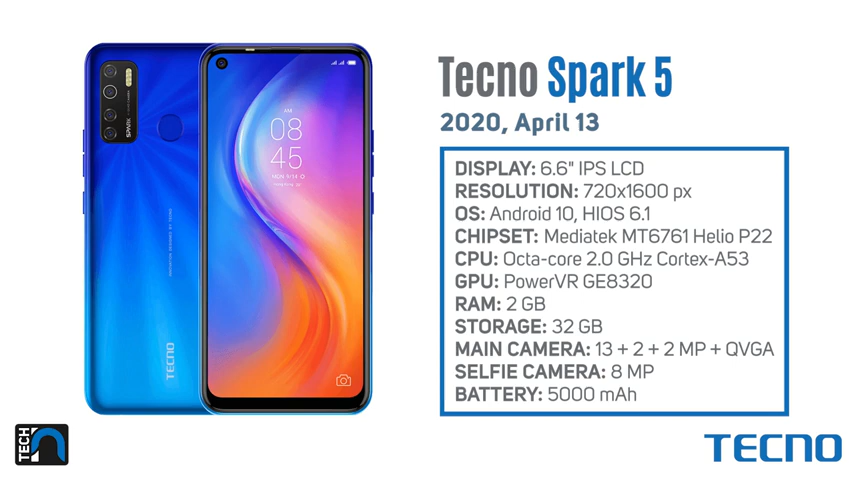 Tecno Spark 5
2020, April 13
DISPLAY: 6.6" IPS LCD
RESOLUTION: 720x1600 px
OS: Android 10, HIOS 6.1
CHIPSET: Mediatek MT6761 Helio P22
CPU: Octa-core 2.0 GHz Cortex-A53
GPU: PowerVR GE8320
RAM: 2 GB
STORAGE: 32 GB
MAIN CAMERA: 13 + 2 + 2 MP + QVGA
SELFIE CAMERA: 8 MP
BATTERY: 5000 mAh
SPARK
AM
08
45
TECNO
TECH
TECNO